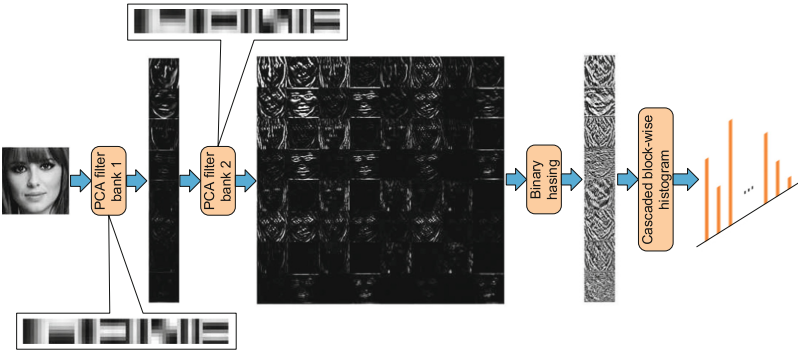 PCA filter
bank 1
PCA filter
bank 2
Binary
hasing
Cascaded block-wise
histogram
...